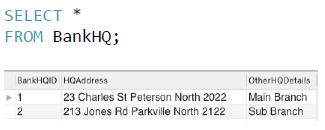 SELECT *
FROM BankHQ;
BankHQID HQAddress OtherHQDetails
1 23 Charles St Peterson North 2022 Main Branch
2 213 Jones Rd Parkville North 2122 Sub Branch